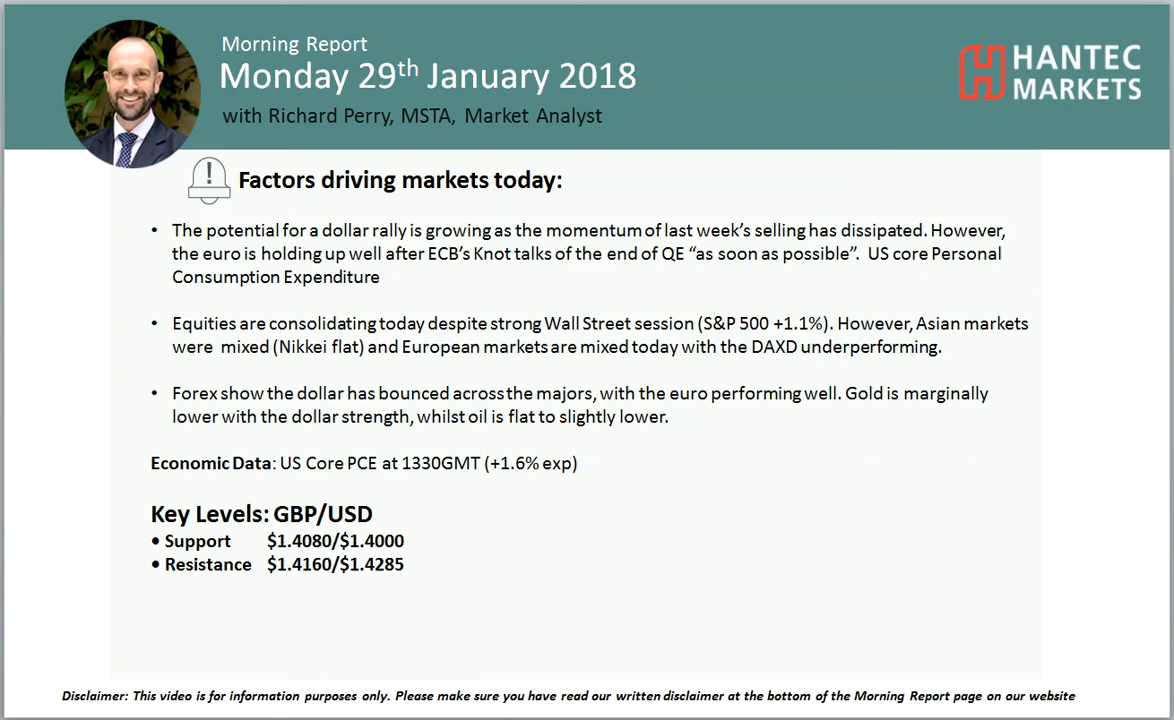 Morning Report
Monday 29th January 2018
with Richard Perry, MSTA, Market Analyst
HANTEC
MARKETS
Factors driving markets today:
• The potential for a dollar rally is growing as the momentum of last week's selling has dissipated. However,
the euro is holding up well after ECB's Knot talks of the end of QE “as soon as possible”. US core Personal
Consumption Expenditure
• Equities are consolidating today despite strong Wall Street session (S&P 500 +1.1%). However, Asian markets
were mixed (Nikkei flat) and European markets are mixed today with the DAXD underperforming.
• Forex show the dollar has bounced across the majors, with the euro performing well. Gold is marginally
lower with the dollar strength, whilst oil is flat to slightly lower.
Economic Data: US Core PCE at 1330GMT (+1.6% exp)
Key Levels: GBP/USD
• Support $1.4080/$1.4000
• Resistance $1.4160/$1.4285
Disclaimer: This video is for information purposes only. Please make sure you have read our written disclaimer at the bottom of the Morning Report page on our website